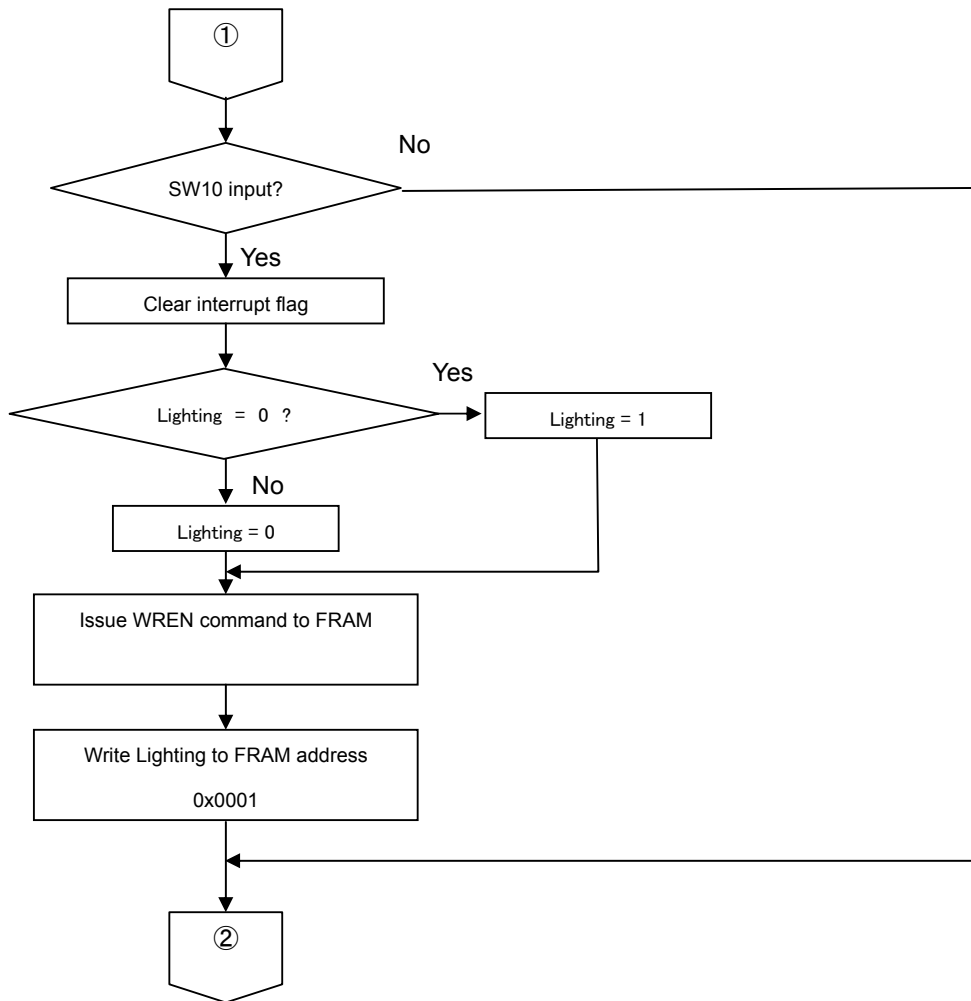 ①
No
SW10 input?
Yes
Clear interrupt flag
Yes
Lighting = 0 ?
Lighting = 1
No
Lighting = 0
Issue WREN command to FRAM
Write Lighting to FRAM address
0x0001
②